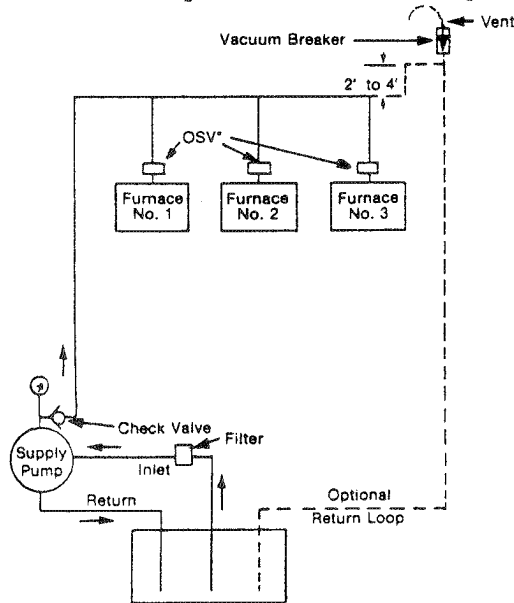 Vent
Vacuum Breaker
2' to 4'
OSV*
Furnace
No. 1
Furnace
No. 2
Furnace
No. 3
Check Valve
Filter
Supply
Pump
Inlet
Return
Optional
Return Loop